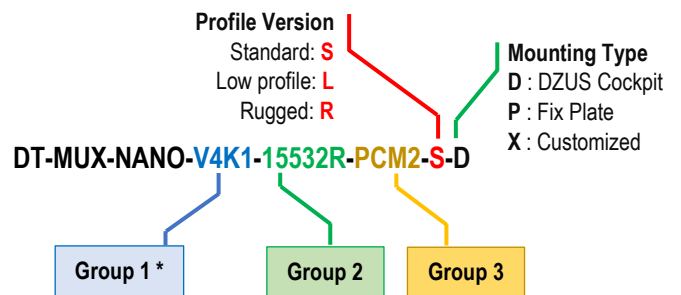 Profile Version
Standard: S
Low profile: L
Rugged: R
Mounting Type
D : DZUS Cockpit
P : Fix Plate
X : Customized
DT-MUX-NANO-V4K1-15532R-PCM2-S-D
Group 1 *
Group 2
Group 3